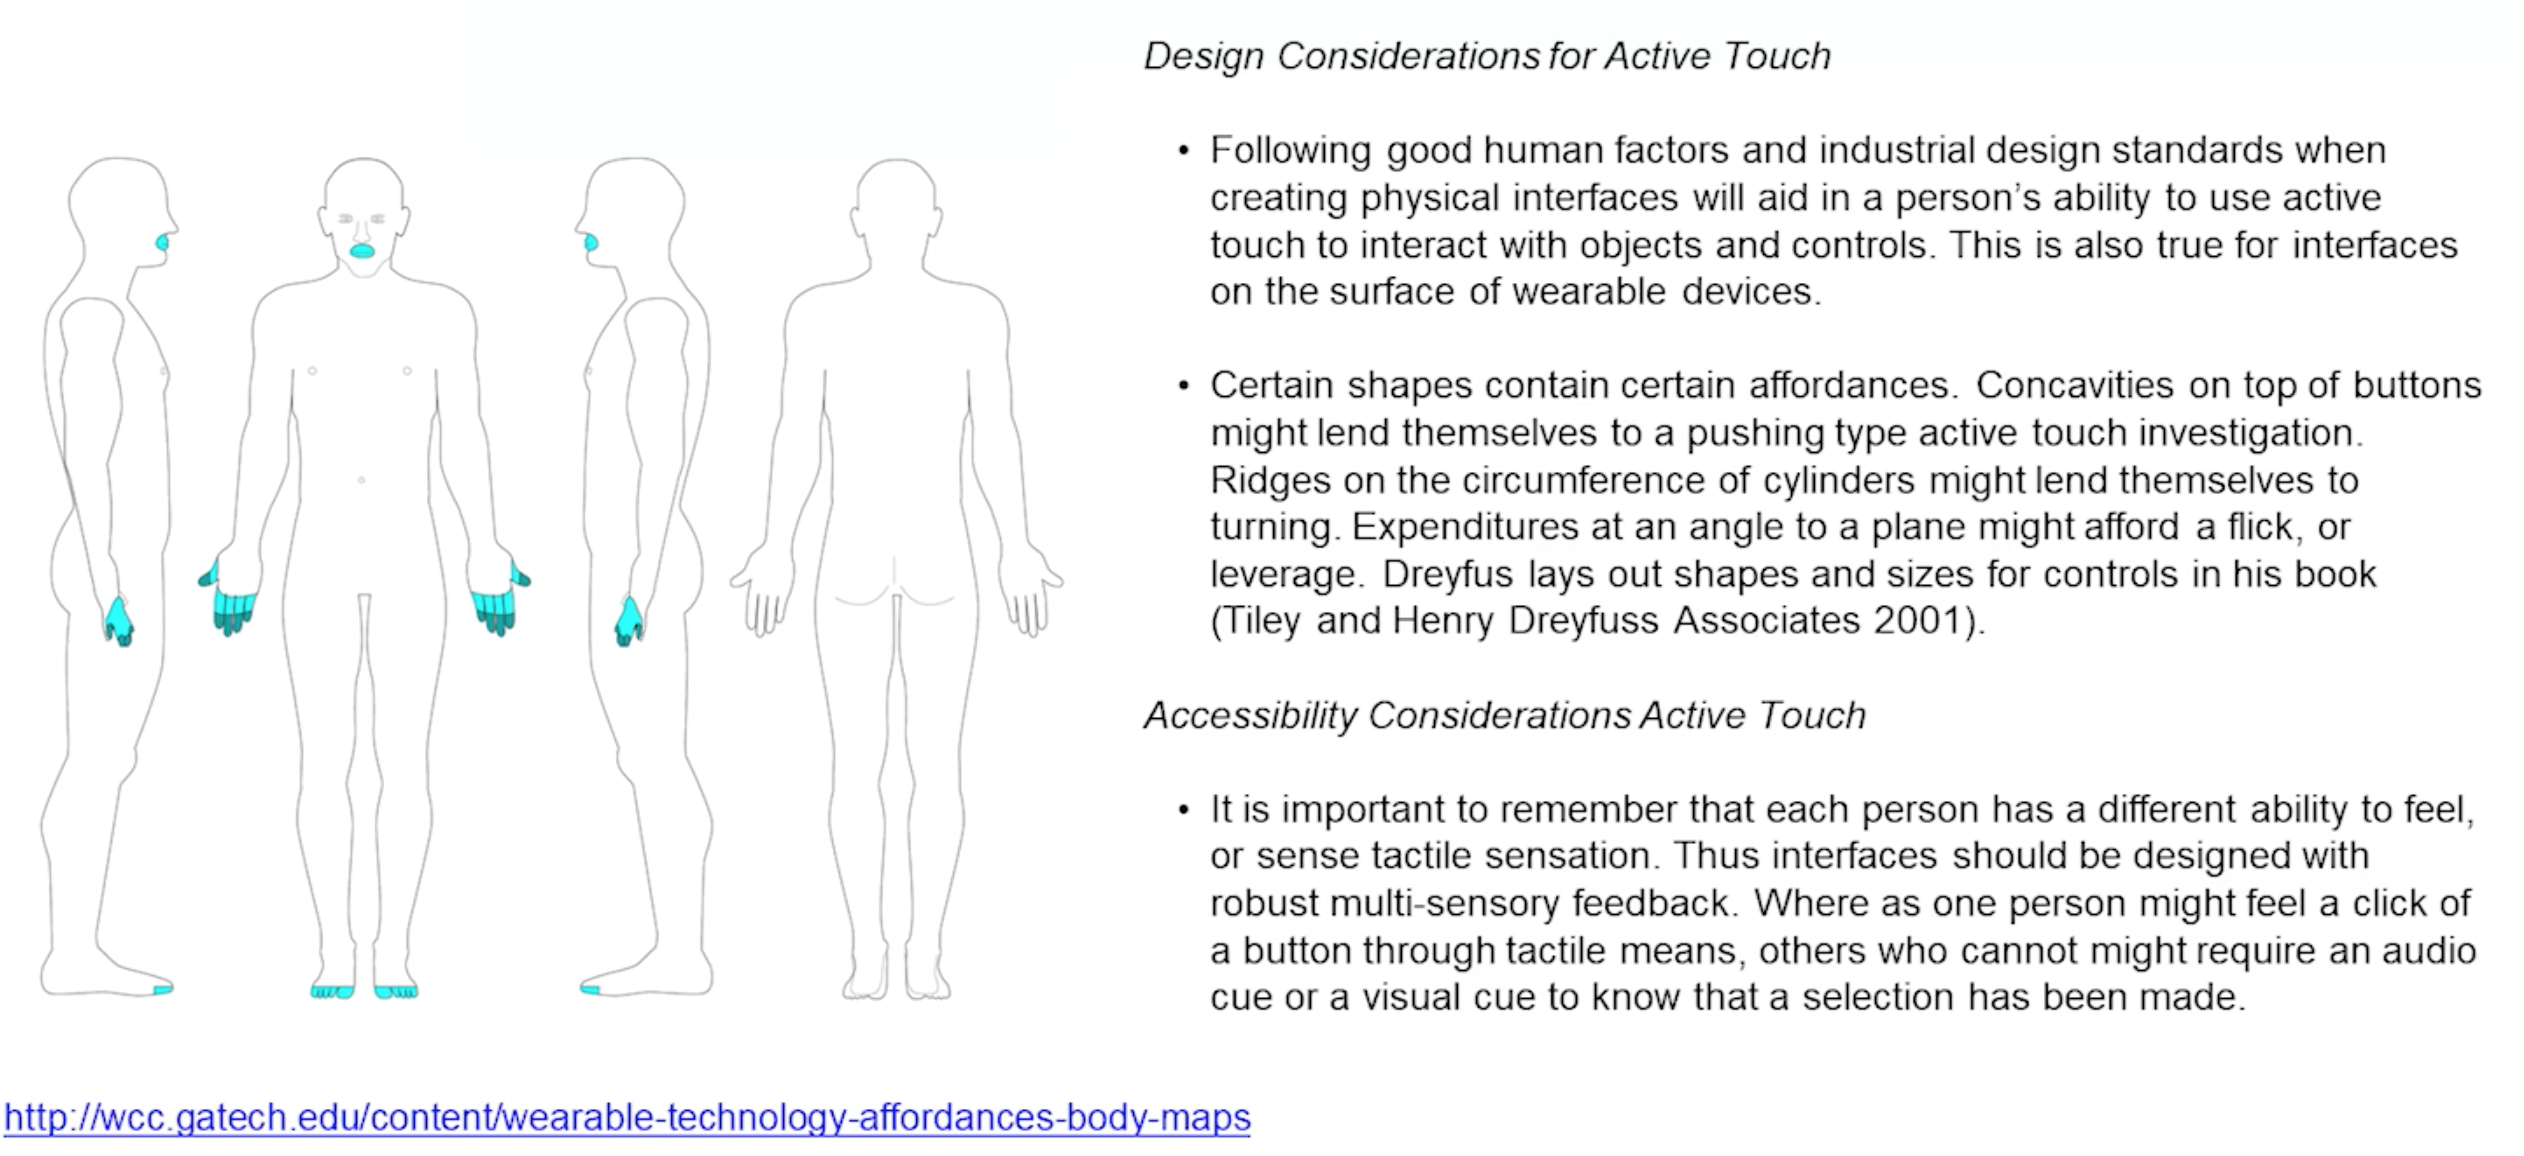 Design Considerations for Active Touch
• Following good human factors and industrial design standards when
creating physical interfaces will aid in a person's ability to use active
touch to interact with objects and controls. This is also true for interfaces
on the surface of wearable devices.
• Certain shapes contain certain affordances. Concavities on top of buttons
might lend themselves to a pushing type active touch investigation.
Ridges on the circumference of cylinders might lend themselves to
turning. Expenditures at an angle to a plane might afford a flick, or
leverage. Dreyfus lays out shapes and sizes for controls in his book
(Tiley and Henry Dreyfuss Associates 2001).
Accessibility Considerations Active Touch
• It is important to remember that each person has a different ability to feel,
or sense tactile sensation. Thus interfaces should be designed with
robust multi-sensory feedback. Where as one person might feel a click of
a button through tactile means, others who cannot might require an audio
cue or a visual cue to know that a selection has been made.
http://wcc.gatech.edu/content/wearable-technology-affordances-body-maps